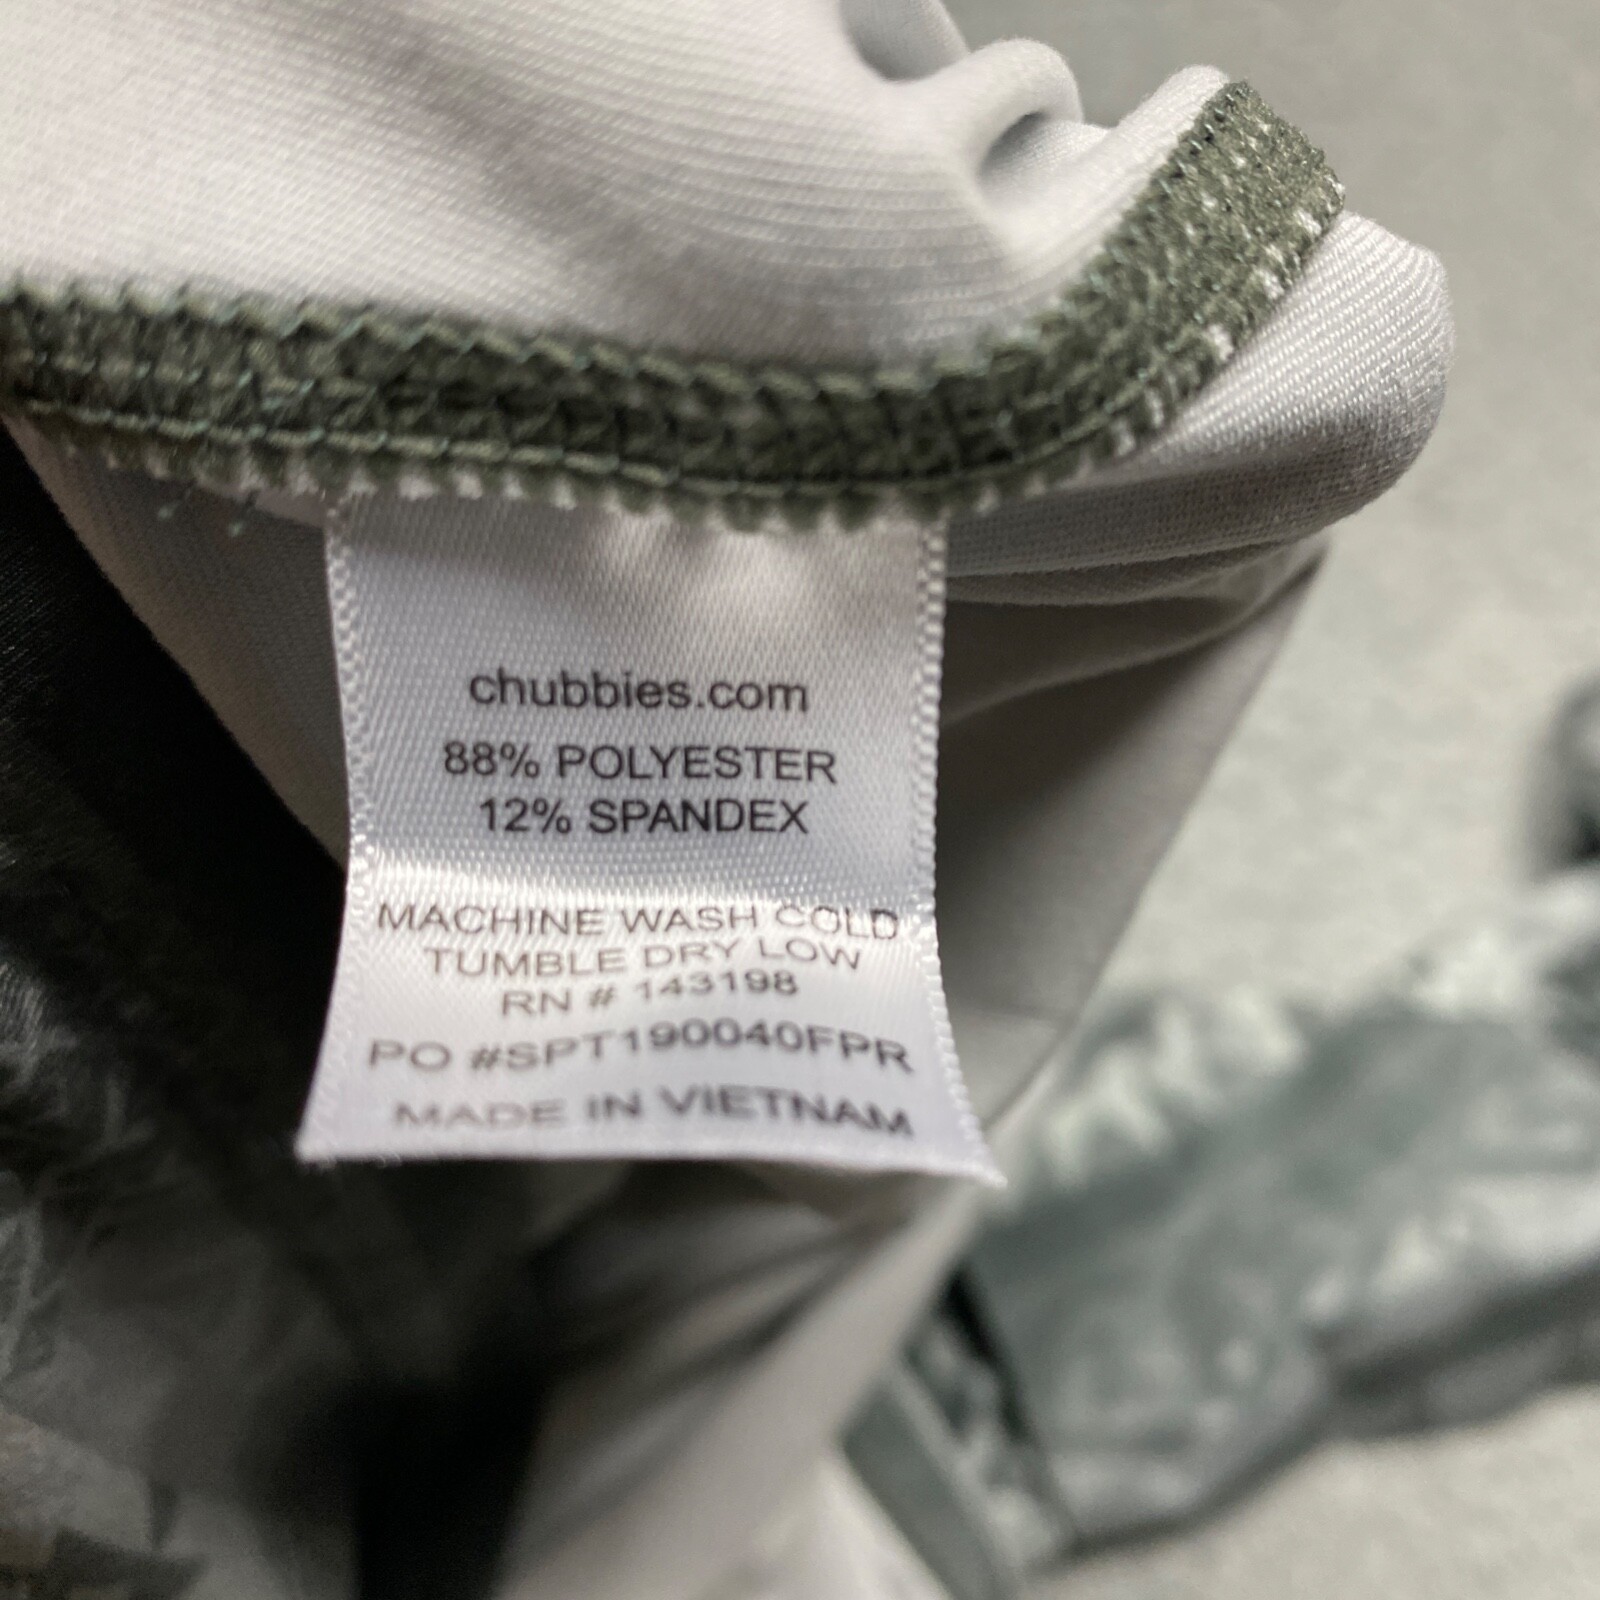 chubbies.com
88% POLYESTER
12% SPANDEX
MACHINE WASH COLD
TUMBLE DRY LOW
RN # 143198
PO #SPT190040FPR
MADE IN VIETNAM